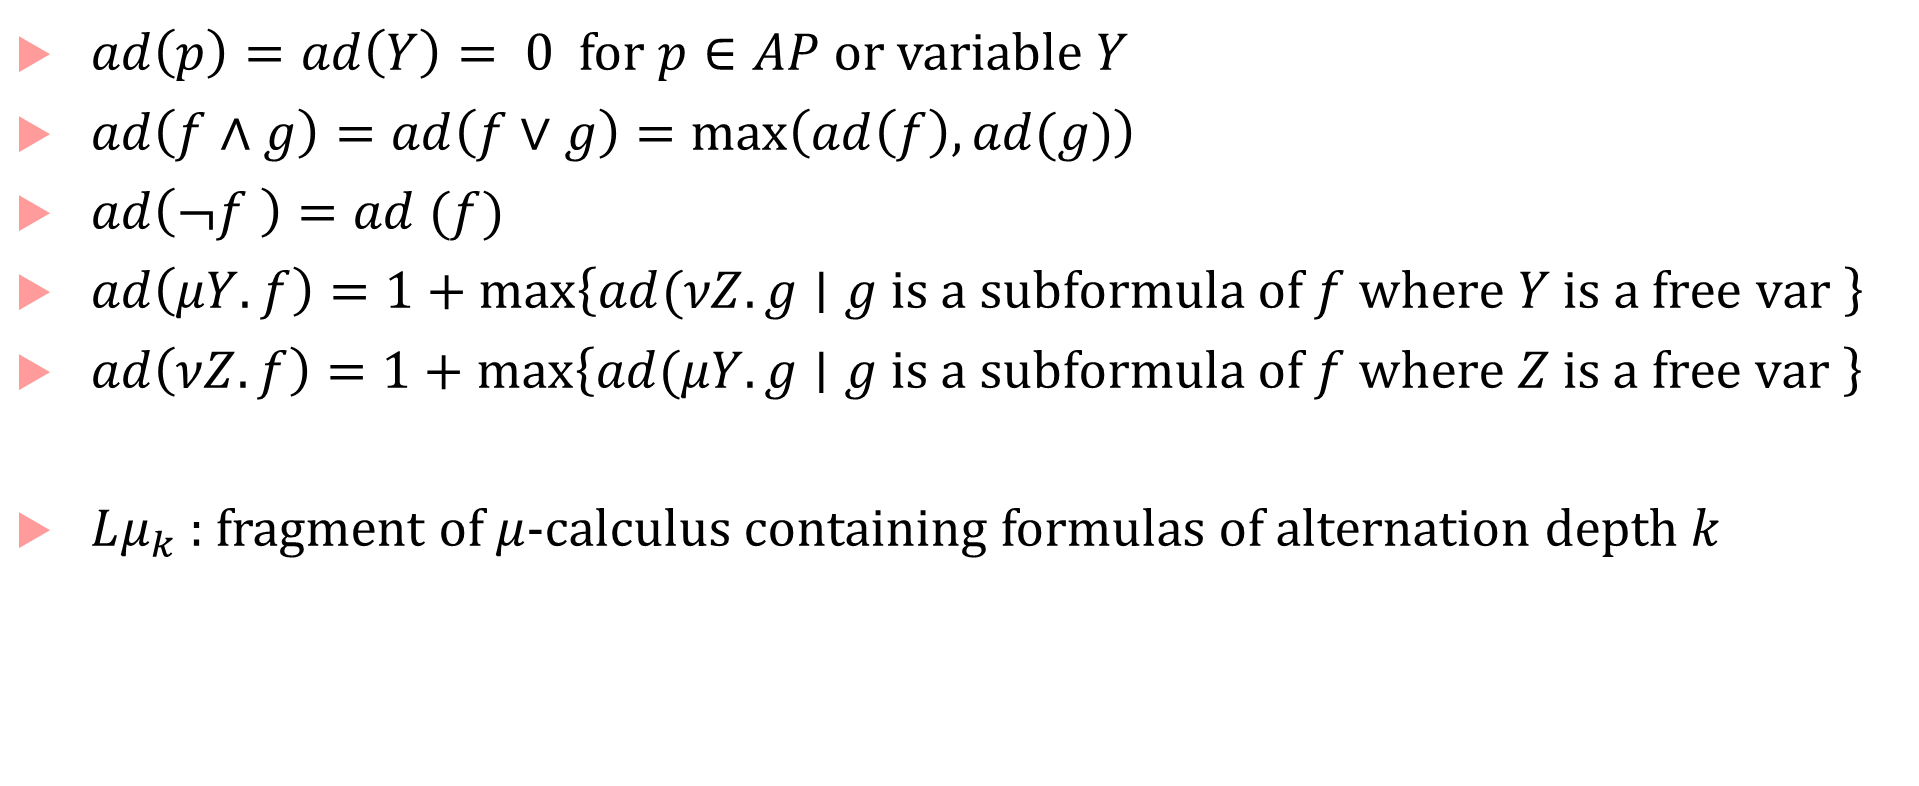 ▶ ad(p) = ad(Y) = 0 for p ∈ AP or variable Y
▶ ad(f ∧ g) = ad(f ∨ g) = max(ad(f), ad(g))
▶ ad(¬f ) = ad (f)
▶ ad(μY. f) = 1 + max{ad(νZ. g ∣ g is a subformula of f where Y is a free var }
▶ ad(νZ. f) = 1 + max{ad(μY. g ∣ g is a subformula of f where Z is a free var }
▶ Lμₖ : fragment of μ-calculus containing formulas of alternation depth k